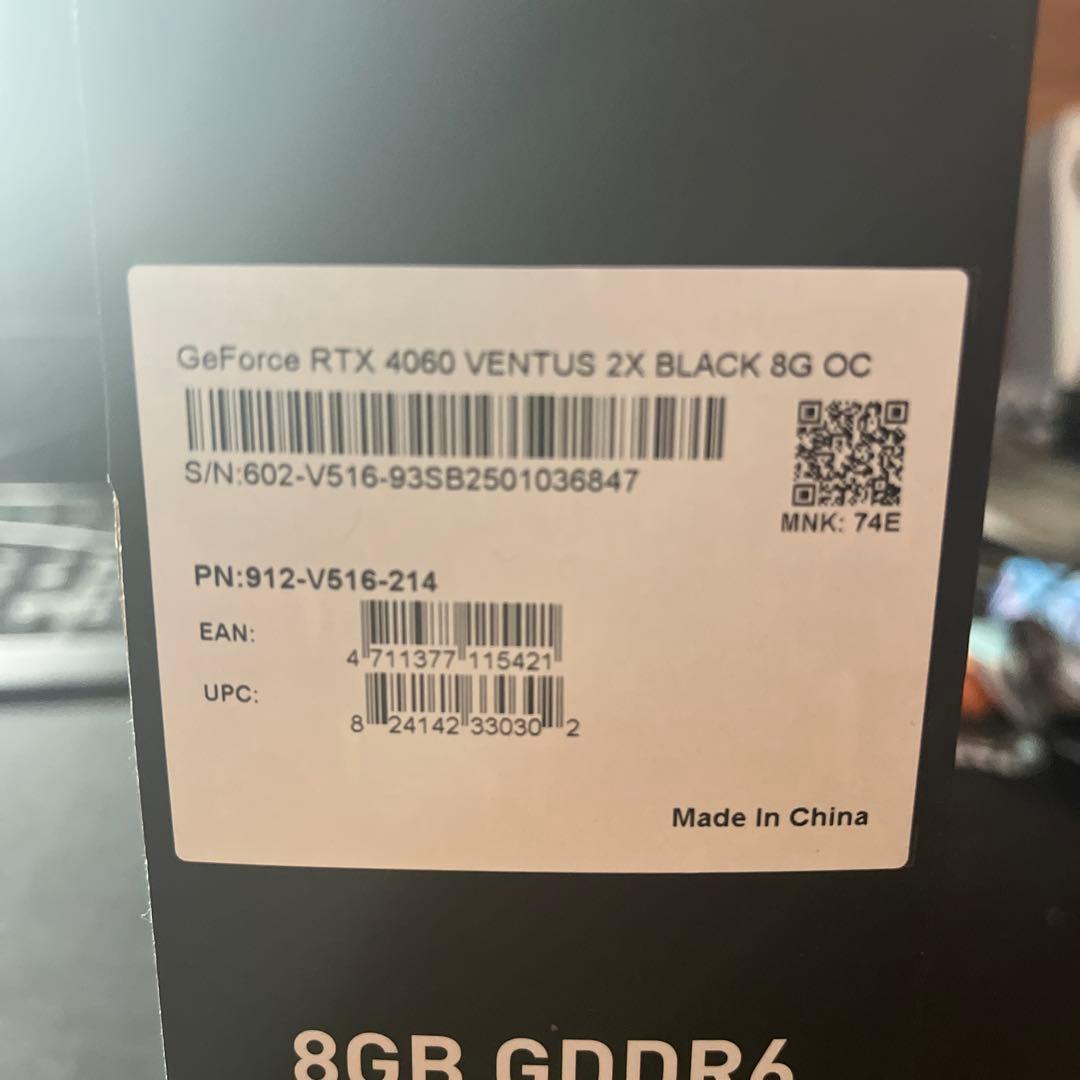 GeForce RTX 4060 VENTUS 2X BLACK 8G OC
S/N:602-V516-93SB2501036847
MNK: 74E
PN:912-V516-214
EAN:
4 711377 115421
UPC:
8 24142 33030 2
Made In China
8GB GDDR6